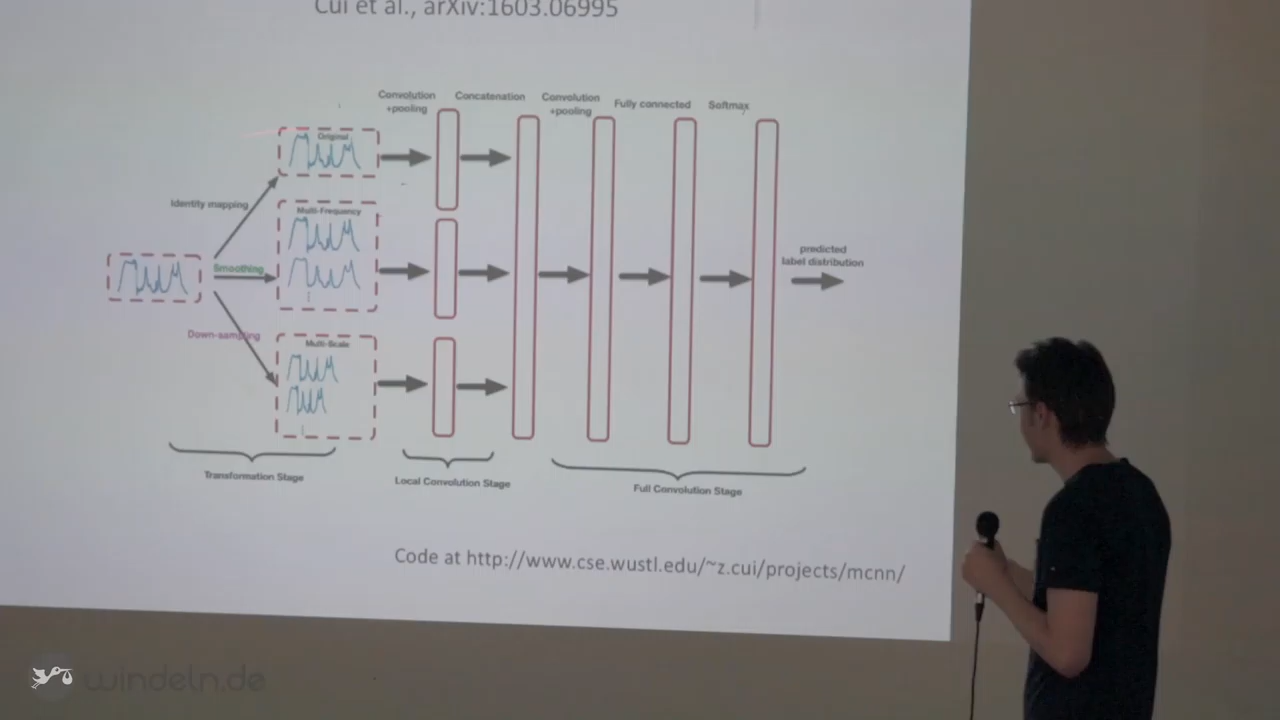 Cui et al., arXiv:1603.06995
Convolution
+pooling
Concatenation
Convolution
+pooling
Fully connected
Softmax
Original
Identity mapping
Multi-Frequency
Smoothing
predicted
label distribution
Down-sampling
Multi-Scale
Transformation Stage
Local Convolution Stage
Full Convolution Stage
Code at http://www.cse.wustl.edu/~z.cui/projects/mcnn/
windeln.de